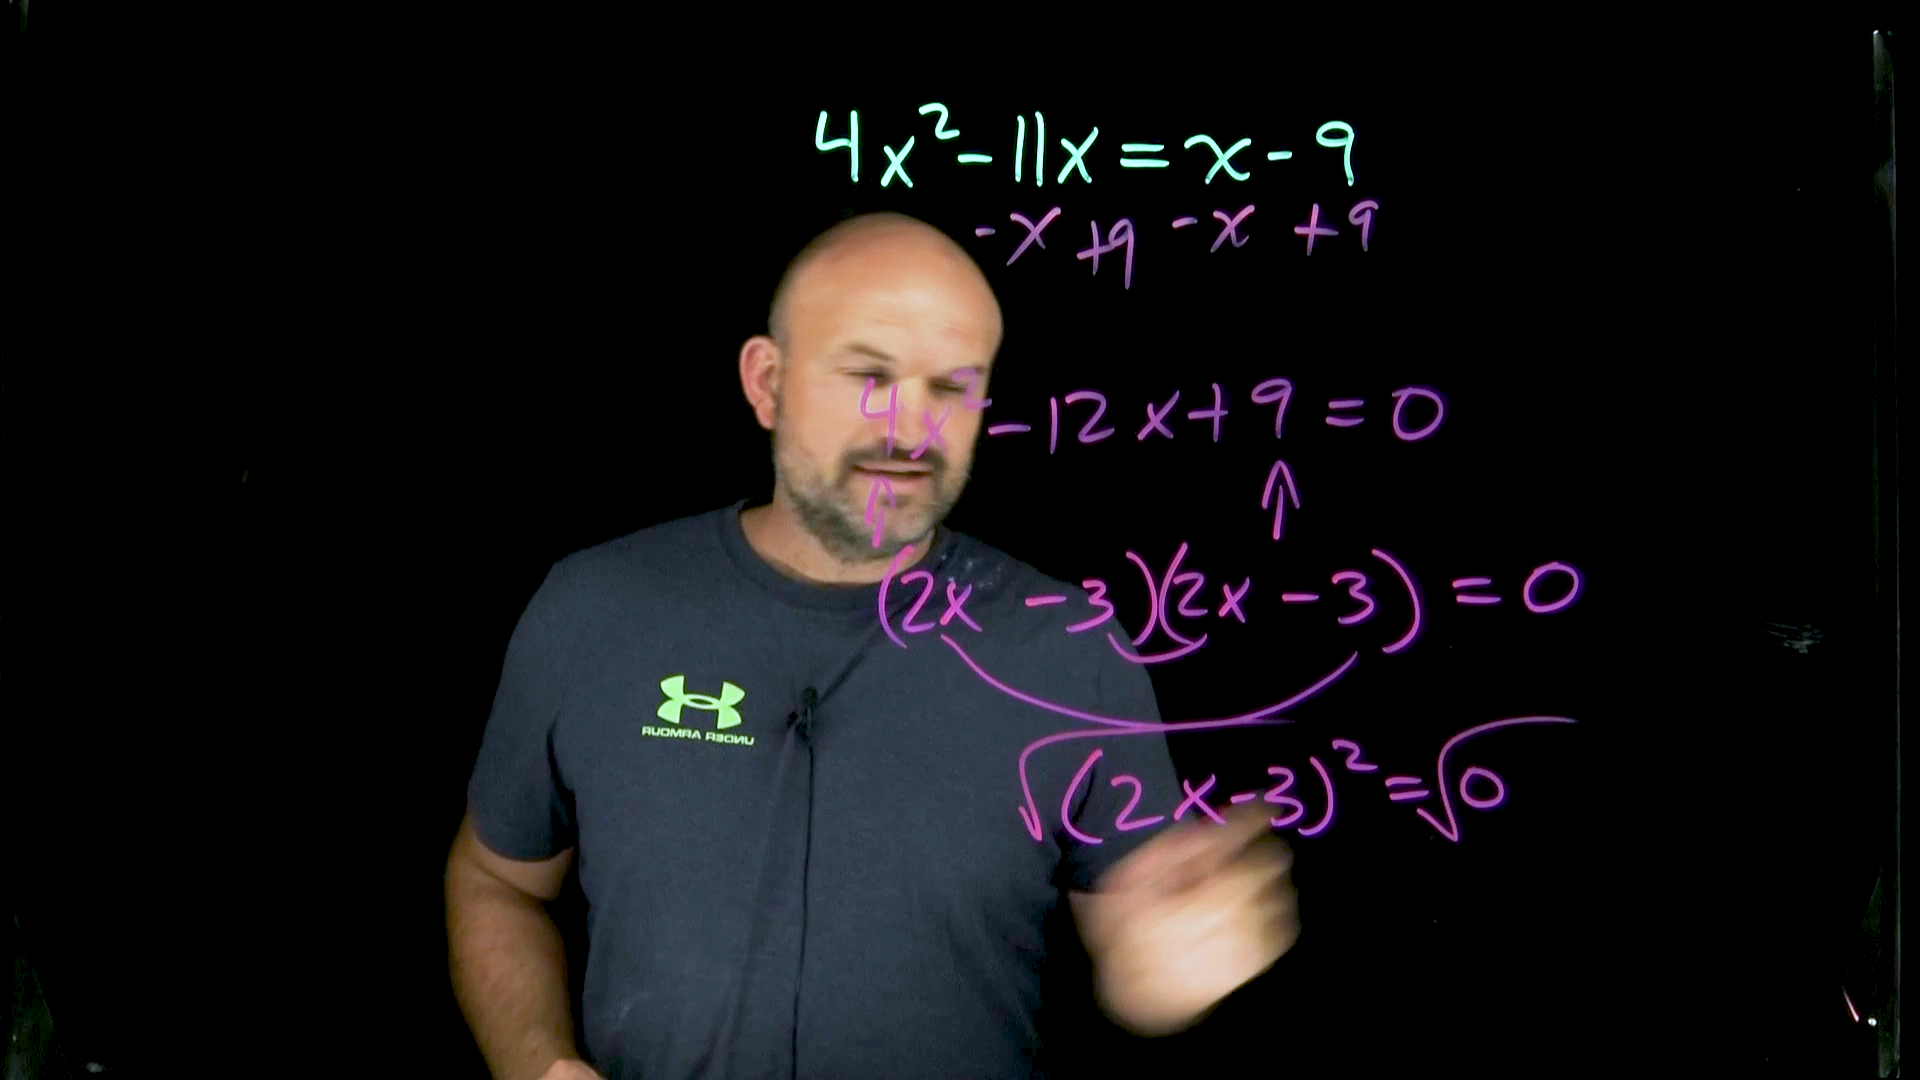 4x² - 11x = x - 9
-x +9 -x +9
4x² - 12x + 9 = 0
(2x - 3)(2x - 3) = 0
UNDER ARMOUR
√(2x-3)² = √0